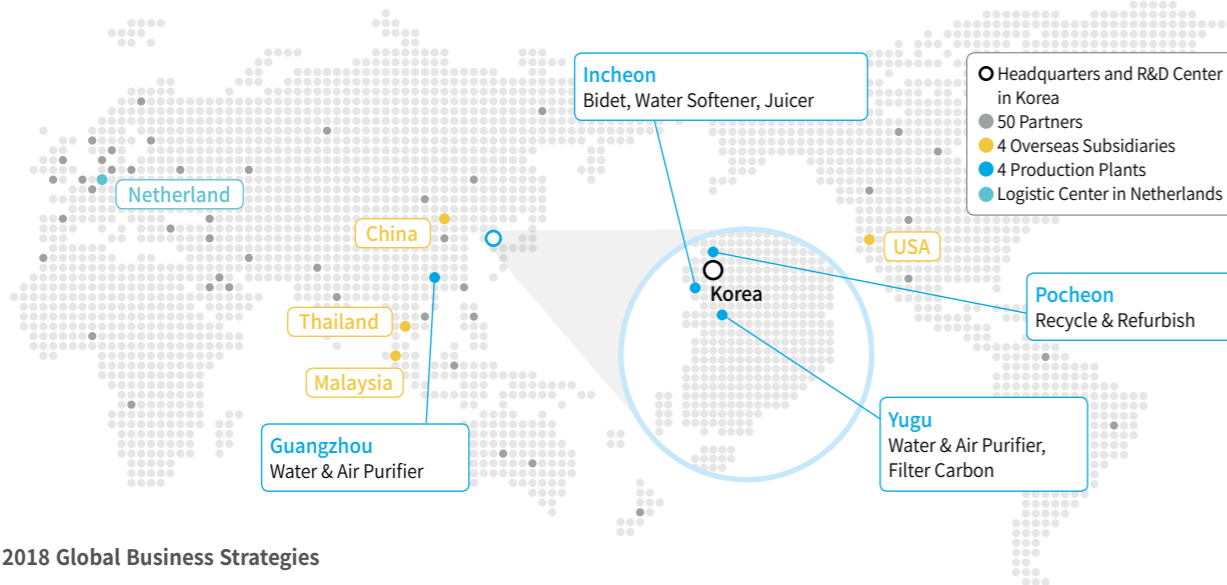 Incheon
Bidet, Water Softener, Juicer
Headquarters and R&D Center
in Korea
50 Partners
4 Overseas Subsidiaries
4 Production Plants
Logistic Center in Netherlands
Netherland
China
USA
Korea
Pocheon
Recycle & Refurbish
Thailand
Malaysia
Guangzhou
Water & Air Purifier
Yugu
Water & Air Purifier,
Filter Carbon
2018 Global Business Strategies